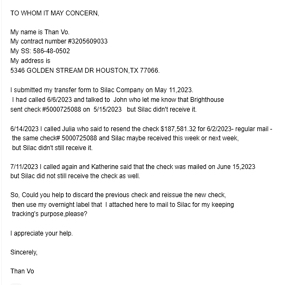 TO WHOM IT MAY CONCERN,
My name is Than Vo.
My contract number #3205609033
My SS: 586-48-0502
My address is
5346 GOLDEN STREAM DR HOUSTON,TX 77066.
I submitted my transfer form to Silac Company on May 11,2023.
I had called 6/6/2023 and talked to John who let me know that Brighthouse
sent check #5000725088 on 5/15/2023 but Silac didn't receive it.
6/14/2023 I called Julia who said to resend the check $187,581.32 for 6/2/2023- regular mail -
the same check# 5000725088 and Silac maybe received this week or next week,
but Silac didn't still receive it.
7/11/2023 I called again and Katherine said that the check was mailed on June 15,2023
but Silac did not still receive the check as well.
So, Could you help to discard the previous check and reissue the new check,
then use my overnight label that I attached here to mail to Silac for my keeping
tracking's purpose,please?
I appreciate your help.
Sincerely,
Than Vo